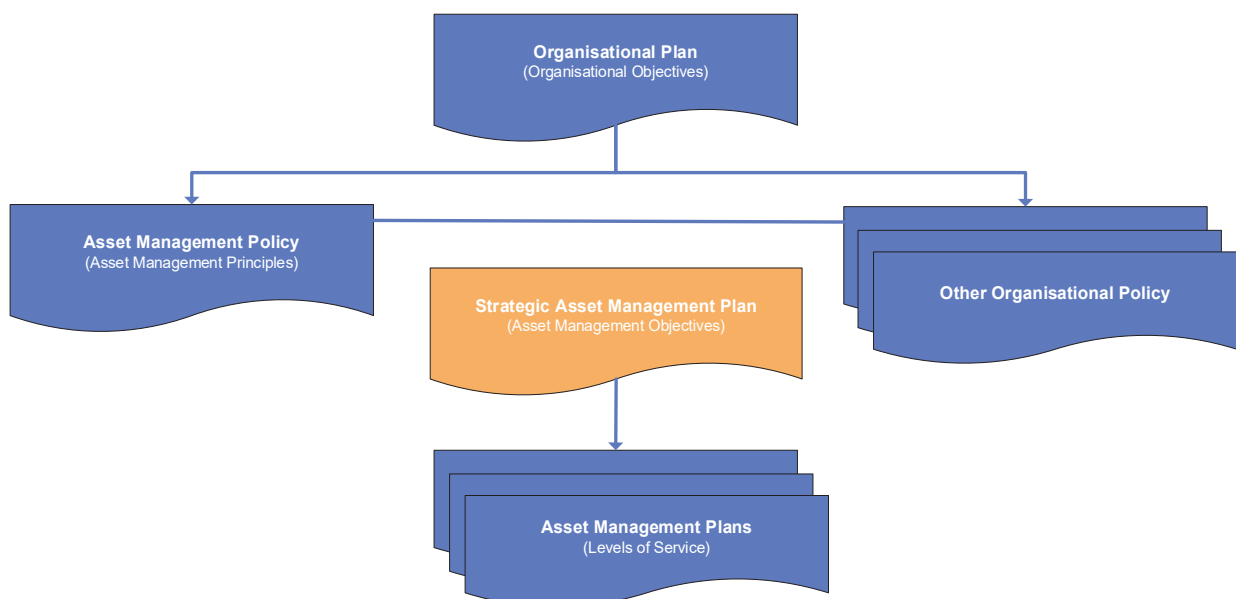 Organisational Plan
(Organisational Objectives)
Asset Management Policy
(Asset Management Principles)
Other Organisational Policy
Strategic Asset Management Plan
(Asset Management Objectives)
Asset Management Plans
(Levels of Service)